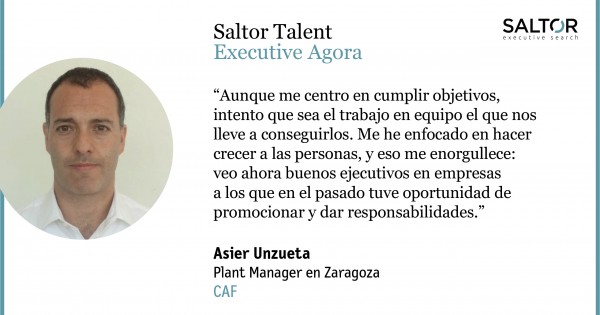 Saltor Talent
Executive Agora
SALTOR
executive search
“Aunque me centro en cumplir objetivos,
intento que sea el trabajo en equipo el que nos
lleve a conseguirlos. Me he enfocado en hacer
crecer a las personas, y eso me enorgullece:
veo ahora buenos ejecutivos en empresas
a los que en el pasado tuve oportunidad de
promocionar y dar responsabilidades.”
Asier Unzueta
Plant Manager en Zaragoza
CAF